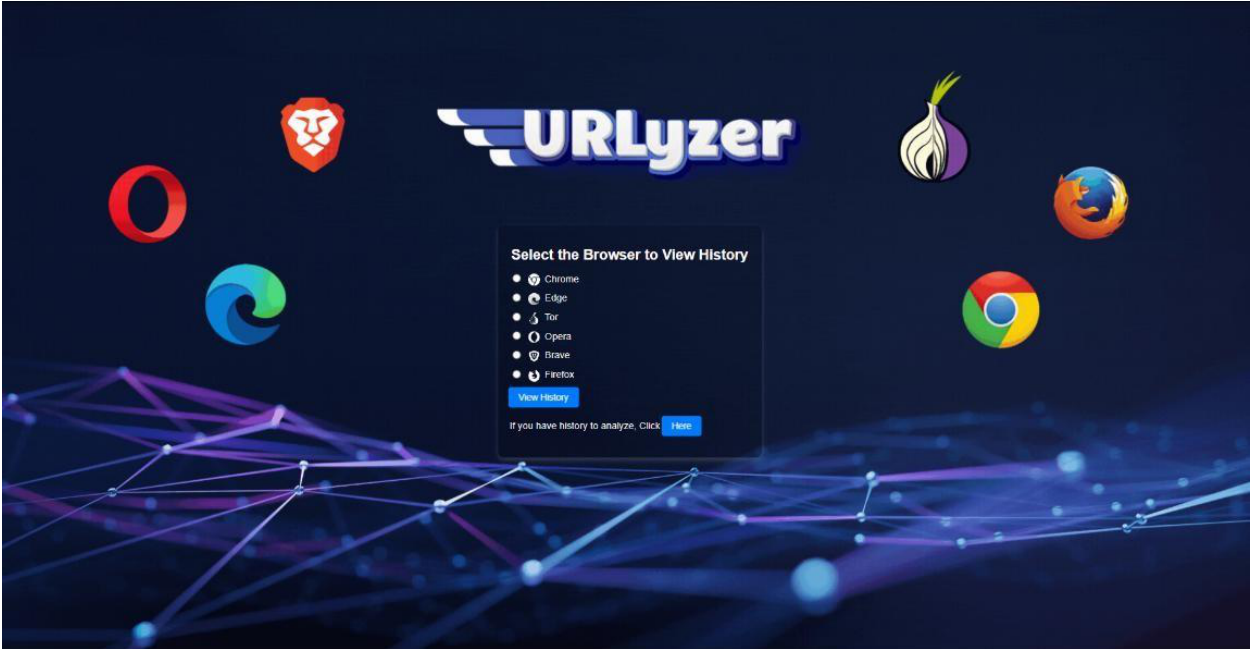 URLyzer
Select the Browser to View History
Chrome
Edge
Tor
Opera
Brave
Firefox
View History
If you have history to analyze, Click Here